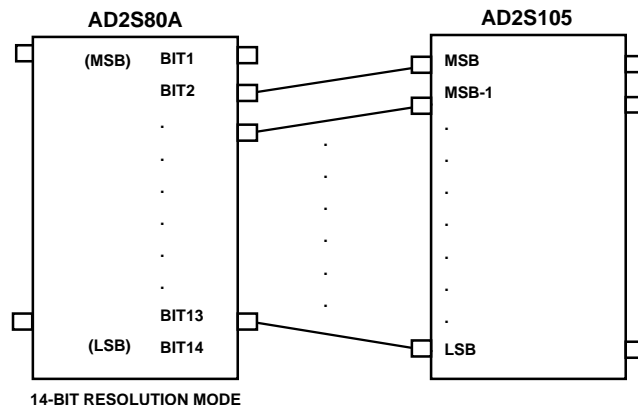 AD2S80A
AD2S105
(MSB) BIT1
BIT2
BIT13
(LSB) BIT14
MSB
MSB-1
LSB
14-BIT RESOLUTION MODE